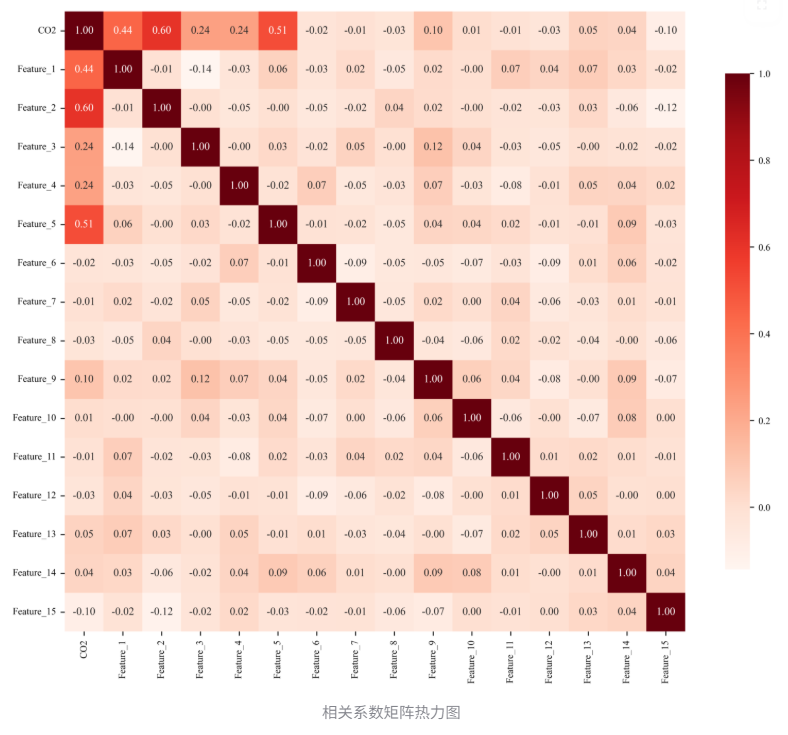 CO2 1.00 0.44 0.60 0.24 0.24 0.51 -0.02 -0.01 -0.03 0.10 0.01 -0.01 -0.03 0.05 0.04 -0.10
Feature_1 0.44 1.00 -0.01 -0.14 -0.03 0.06 -0.03 0.02 -0.05 0.02 -0.00 0.07 0.04 0.07 0.03 -0.02
Feature_2 0.60 -0.01 1.00 -0.00 -0.05 -0.00 -0.05 -0.02 0.04 0.02 -0.00 -0.02 -0.03 0.03 -0.06 -0.12
Feature_3 0.24 -0.14 -0.00 1.00 -0.00 0.03 -0.02 0.05 -0.00 0.12 0.04 -0.03 -0.05 -0.00 -0.02 -0.02
Feature_4 0.24 -0.03 -0.05 -0.00 1.00 -0.02 0.07 -0.05 -0.03 0.07 -0.03 -0.08 -0.01 0.05 0.04 0.02
Feature_5 0.51 0.06 -0.00 0.03 -0.02 1.00 -0.01 -0.02 -0.05 0.04 0.04 0.02 -0.01 -0.01 0.09 -0.03
Feature_6 -0.02 -0.03 -0.05 -0.02 0.07 -0.01 1.00 -0.09 -0.05 -0.05 -0.07 -0.03 -0.09 0.01 0.06 -0.02
Feature_7 -0.01 0.02 -0.02 0.05 -0.05 -0.02 -0.09 1.00 -0.05 0.02 0.00 0.04 -0.06 -0.03 0.01 -0.01
Feature_8 -0.03 -0.05 0.04 -0.00 -0.03 -0.05 -0.05 -0.05 1.00 -0.04 -0.06 0.02 -0.02 -0.04 -0.00 -0.06
Feature_9 0.10 0.02 0.02 0.12 0.07 0.04 -0.05 0.02 -0.04 1.00 0.06 0.04 -0.08 -0.00 0.09 -0.07
Feature_10 0.01 -0.00 -0.00 0.04 -0.03 0.04 -0.07 0.00 -0.06 0.06 1.00 -0.06 -0.00 -0.07 0.08 0.00
Feature_11 -0.01 0.07 -0.02 -0.03 -0.08 0.02 -0.03 0.04 0.02 0.04 -0.06 1.00 0.01 0.02 0.01 -0.01
Feature_12 -0.03 0.04 -0.03 -0.05 -0.01 -0.01 -0.09 -0.06 -0.02 -0.08 -0.00 0.01 1.00 0.05 -0.00 0.00
Feature_13 0.05 0.07 0.03 -0.00 0.05 -0.01 0.01 -0.03 -0.04 -0.00 -0.07 0.02 0.05 1.00 0.01 0.03
Feature_14 0.04 0.03 -0.06 -0.02 0.04 0.09 0.06 0.01 -0.00 0.09 0.08 0.01 -0.00 0.01 1.00 0.04
Feature_15 -0.10 -0.02 -0.12 -0.02 0.02 -0.03 -0.02 -0.01 -0.06 -0.07 0.00 -0.01 0.00 0.03 0.04 1.00
CO2 Feature_1 Feature_2 Feature_3 Feature_4 Feature_5 Feature_6 Feature_7 Feature_8 Feature_9 Feature_10 Feature_11 Feature_12 Feature_13 Feature_14 Feature_15
1.0
0.8
0.6
0.4
0.2
0.0
相关系数矩阵热力图